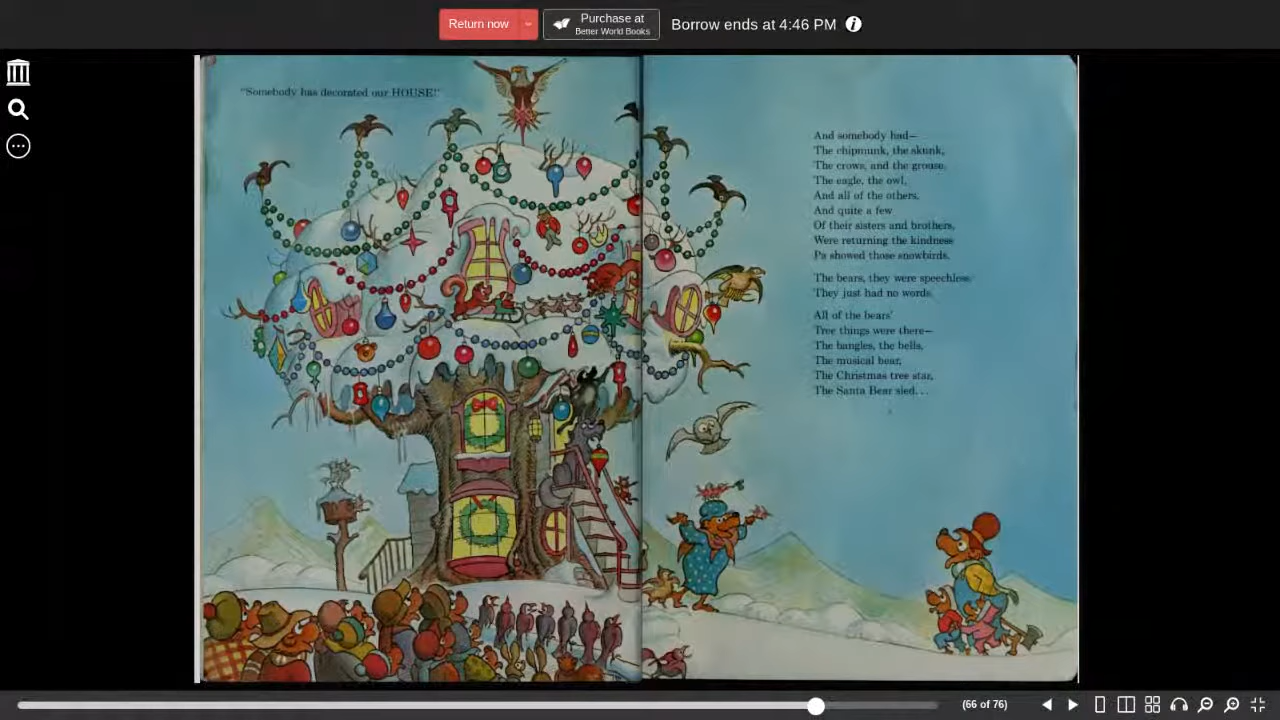 Return now
Purchase at
Better World Books
Borrow ends at 4:46 PM
"Somebody has decorated our HOUSE!"
And somebody had—
The chipmunk, the skunk,
The crows, and the grouse,
The eagle, the owl,
And all of the others,
And quite a few
Of their sisters and brothers,
Were returning the kindness
Pa showed those snowbirds.
The bears, they were speechless.
They just had no words.
All of the bears'
Tree things were there—
The bangles, the bells,
The musical bear,
The Christmas tree star,
The Santa Bear sled...
(66 of 76)